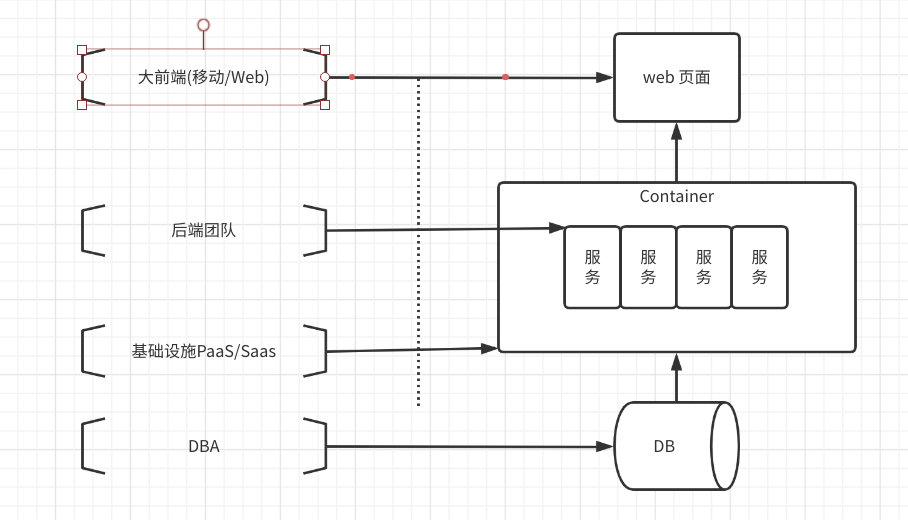 大前端(移动/Web)
web 页面
Container
后端团队
服
务
服
务
服
务
服
务
基础设施PaaS/Saas
DBA
DB